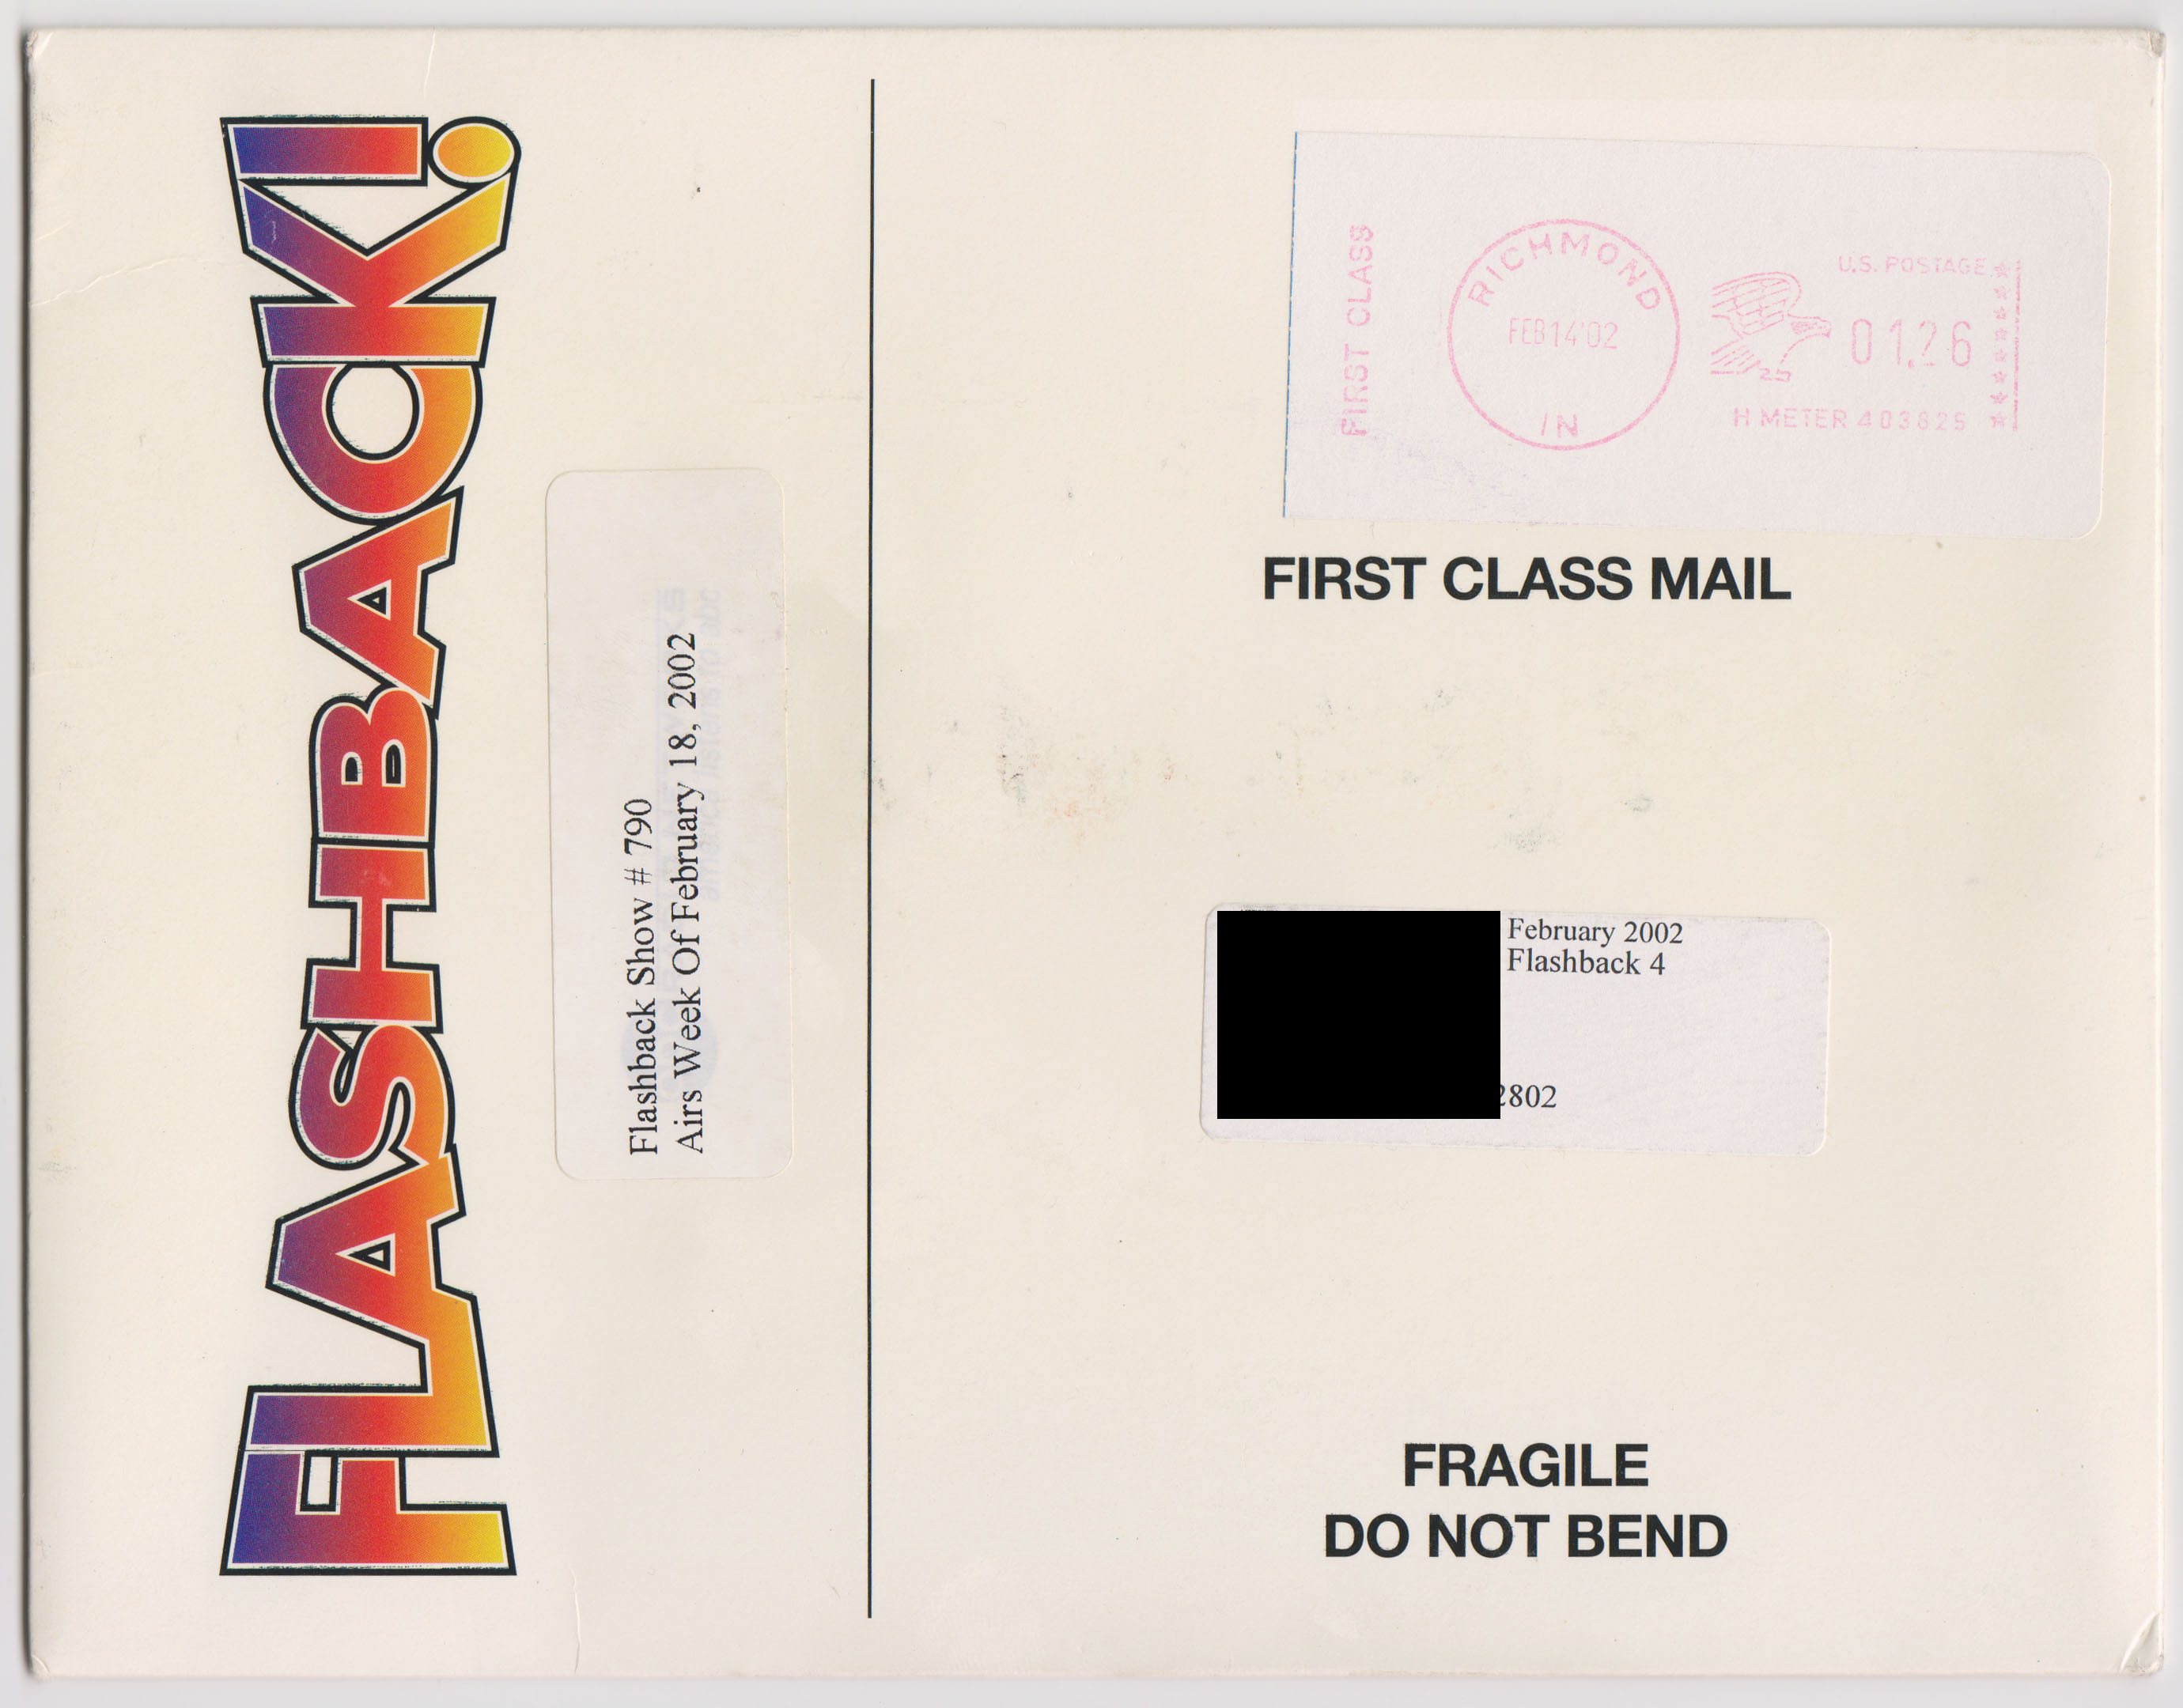 FLASHBACK!
Flashback Show # 790
Airs Week Of February 18, 2002
FIRST CLASS
RICHMOND
FEB 14 '02
IN
U.S. POSTAGE
01.26
H METER 403825
FIRST CLASS MAIL
February 2002
Flashback 4
2802
FRAGILE
DO NOT BEND